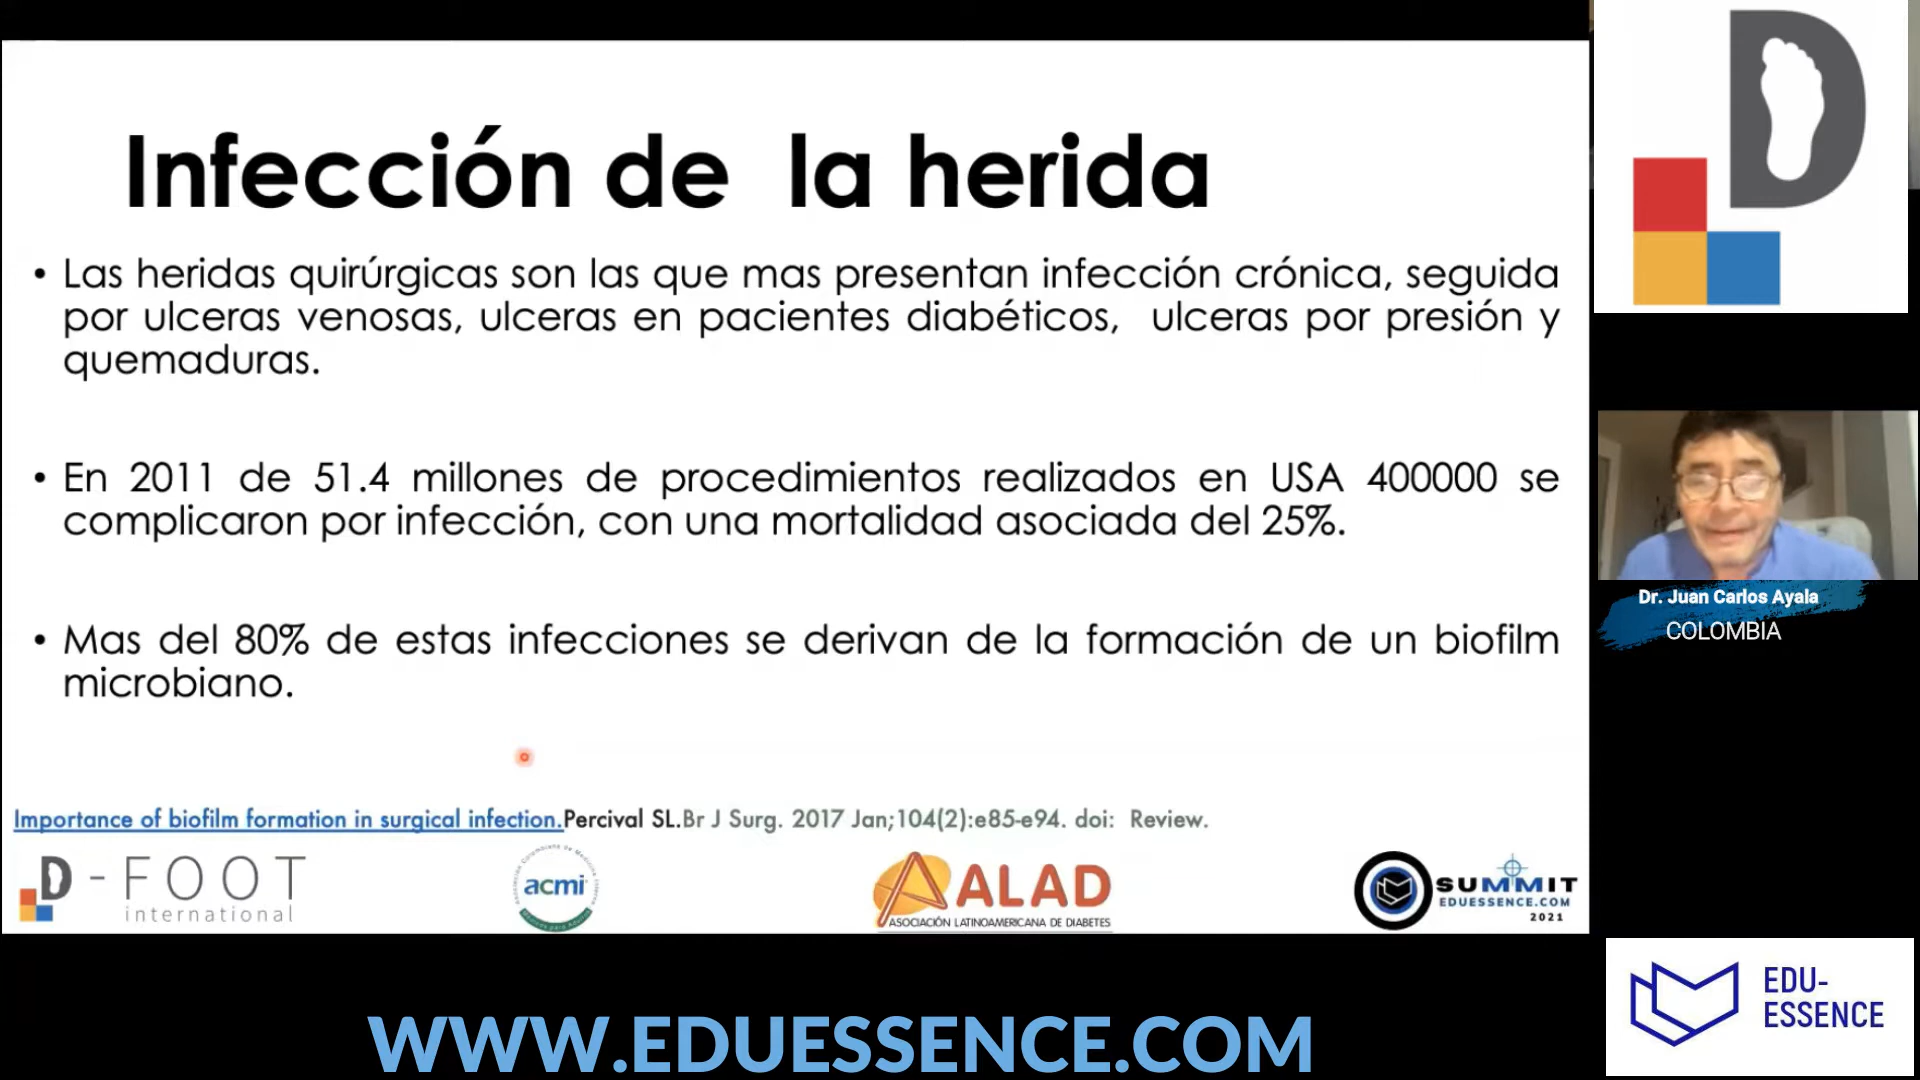 Infección de la herida
• Las heridas quirúrgicas son las que mas presentan infección crónica, seguida
por ulceras venosas, ulceras en pacientes diabéticos, ulceras por presión y
quemaduras.
• En 2011 de 51.4 millones de procedimientos realizados en USA 400000 se
complicaron por infección, con una mortalidad asociada del 25%.
• Mas del 80% de estas infecciones se derivan de la formación de un biofilm
microbiano.
Importance of biofilm formation in surgical infection.Percival SL.Br J Surg. 2017 Jan;104(2):e85-e94. doi: Review.
D-FOOT
international
acmi
ALAD
ASOCIACIÓN LATINOAMERICANA DE DIABETES
SUMMIT
EDUESSENCE.COM
2021
D
Dr. Juan Carlos Ayala
COLOMBIA
EDU-
ESSENCE
WWW.EDUESSENCE.COM